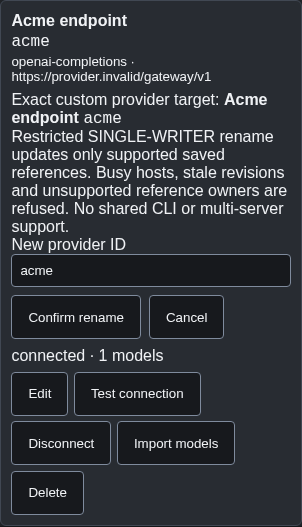 Acme endpoint
acme
openai-completions ·
https://provider.invalid/gateway/v1
Exact custom provider target: Acme
endpoint acme
Restricted SINGLE-WRITER rename
updates only supported saved
references. Busy hosts, stale revisions
and unsupported reference owners are
refused. No shared CLI or multi-server
support.
New provider ID
acme
Confirm rename Cancel
connected · 1 models
Edit Test connection
Disconnect Import models
Delete